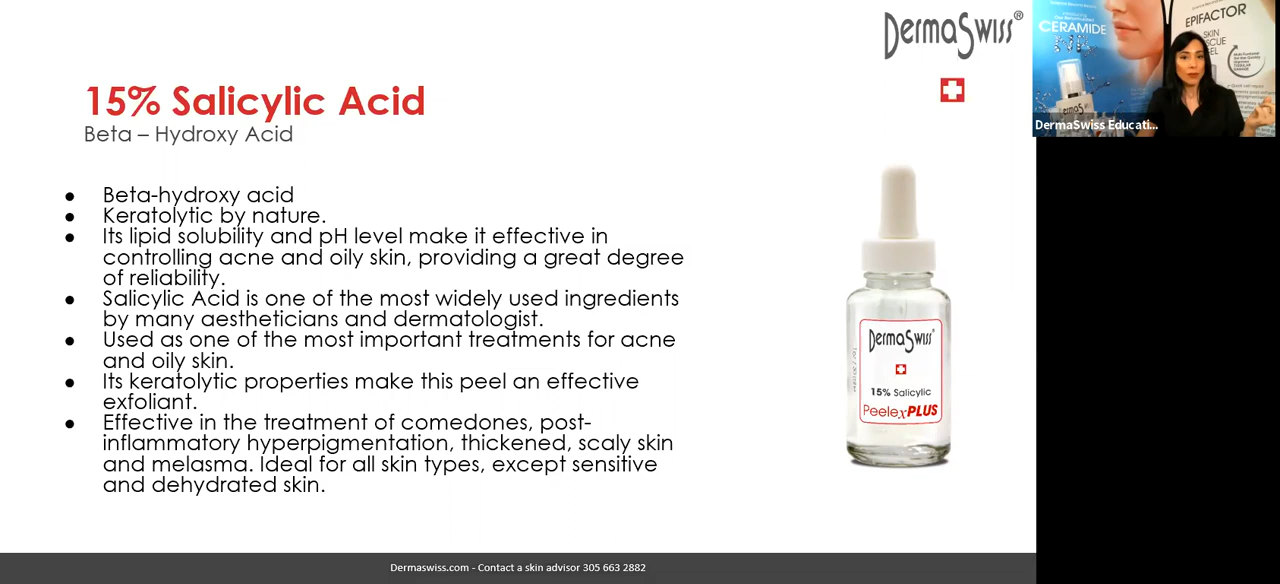 DermaSwiss®
15% Salicylic Acid
Beta – Hydroxy Acid
● Beta-hydroxy acid
● Keratolytic by nature.
● Its lipid solubility and pH level make it effective in
controlling acne and oily skin, providing a great degree
of reliability.
● Salicylic Acid is one of the most widely used ingredients
by many aestheticians and dermatologist.
● Used as one of the most important treatments for acne
and oily skin.
● Its keratolytic properties make this peel an effective
exfoliant.
● Effective in the treatment of comedones, post-
inflammatory hyperpigmentation, thickened, scaly skin
and melasma. Ideal for all skin types, except sensitive
and dehydrated skin.
DermaSwiss®
15% Salicylic
PeelexPLUS
Dermaswiss.com - Contact a skin advisor 305 663 2882
CERAMIDE
EPIFACTOR
SKIN
DermaSwiss Educati...